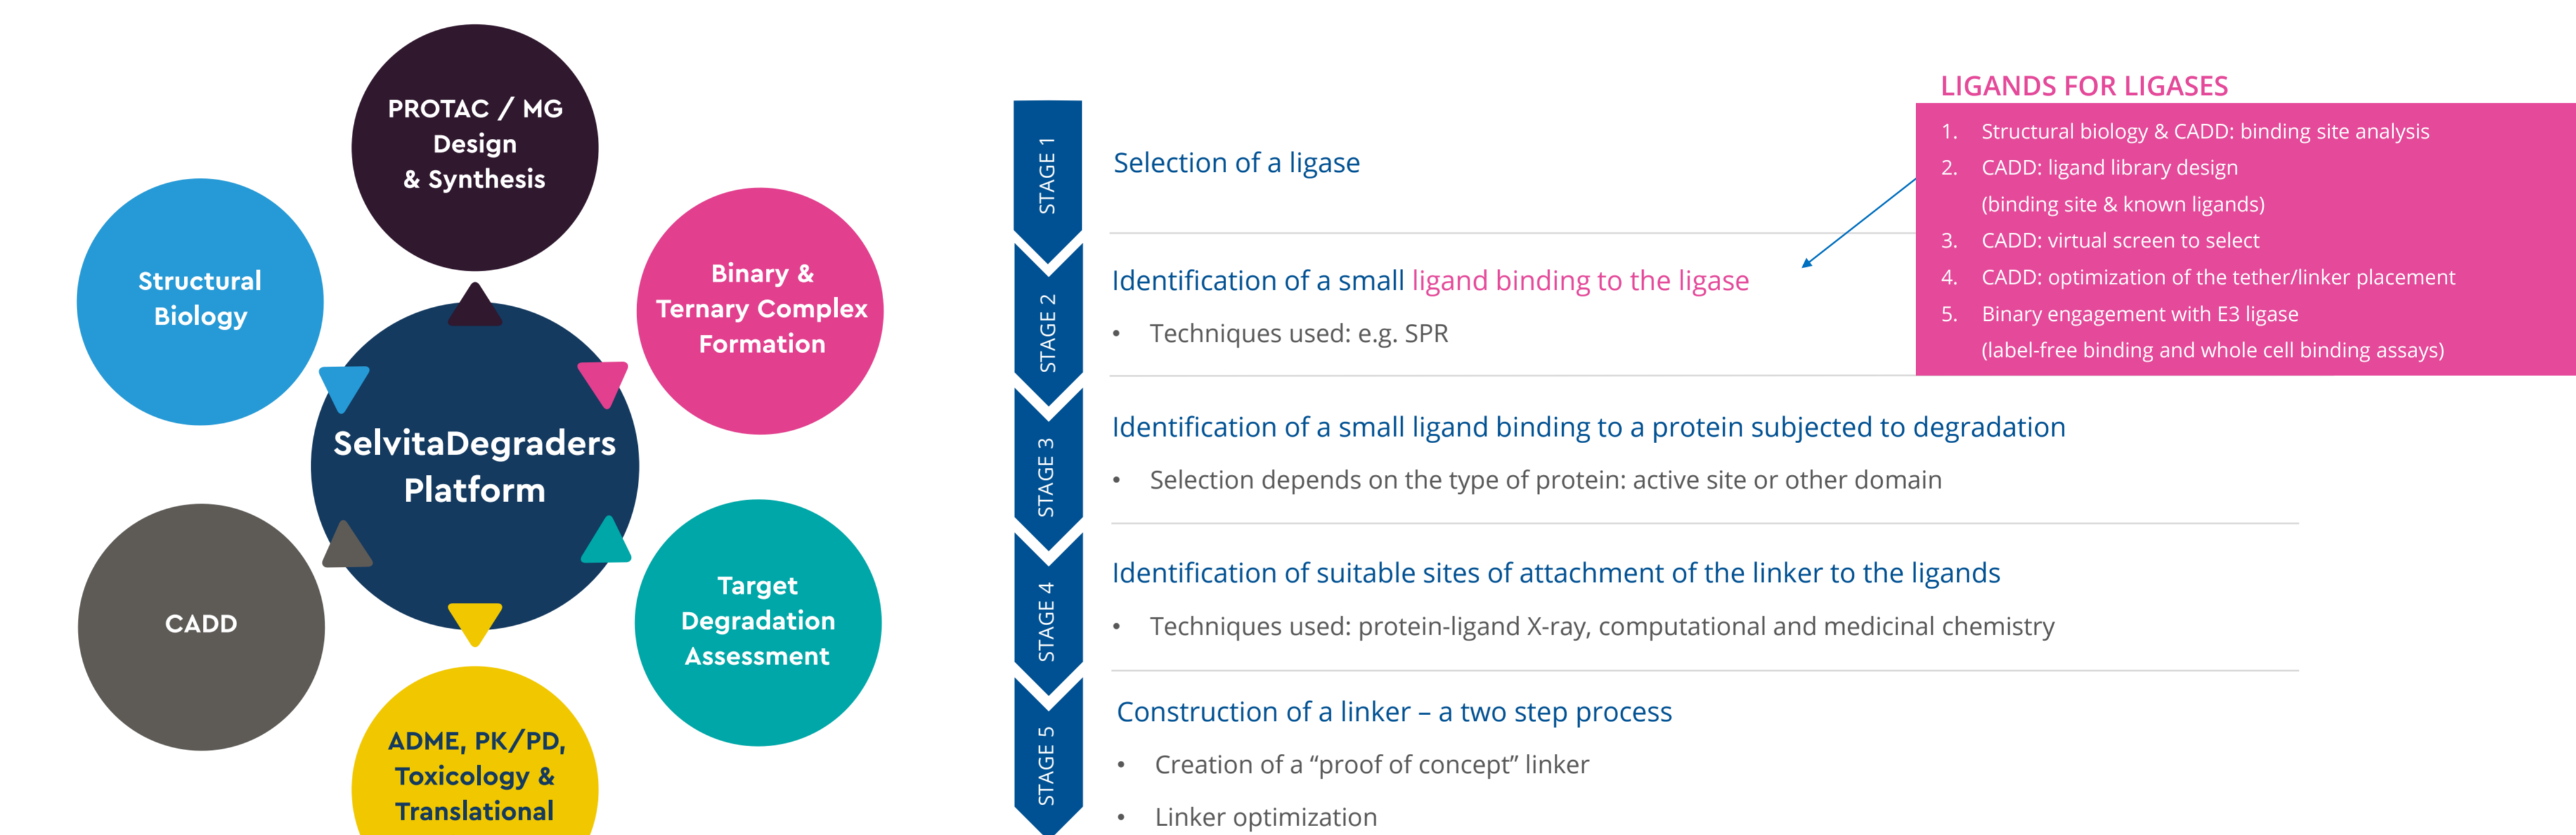 PROTAC / MG
Design
& Synthesis
Structural
Biology
Binary &
Ternary Complex
Formation
SelvitaDegraders
Platform
CADD
Target
Degradation
Assessment
ADME, PK/PD,
Toxicology &
Translational
STAGE 1
Selection of a ligase
STAGE 2
Identification of a small ligand binding to the ligase
• Techniques used: e.g. SPR
STAGE 3
Identification of a small ligand binding to a protein subjected to degradation
• Selection depends on the type of protein: active site or other domain
STAGE 4
Identification of suitable sites of attachment of the linker to the ligands
• Techniques used: protein-ligand X-ray, computational and medicinal chemistry
STAGE 5
Construction of a linker – a two step process
• Creation of a “proof of concept” linker
• Linker optimization
LIGANDS FOR LIGASES
1. Structural biology & CADD: binding site analysis
2. CADD: ligand library design
(binding site & known ligands)
3. CADD: virtual screen to select
4. CADD: optimization of the tether/linker placement
5. Binary engagement with E3 ligase
(label-free binding and whole cell binding assays)